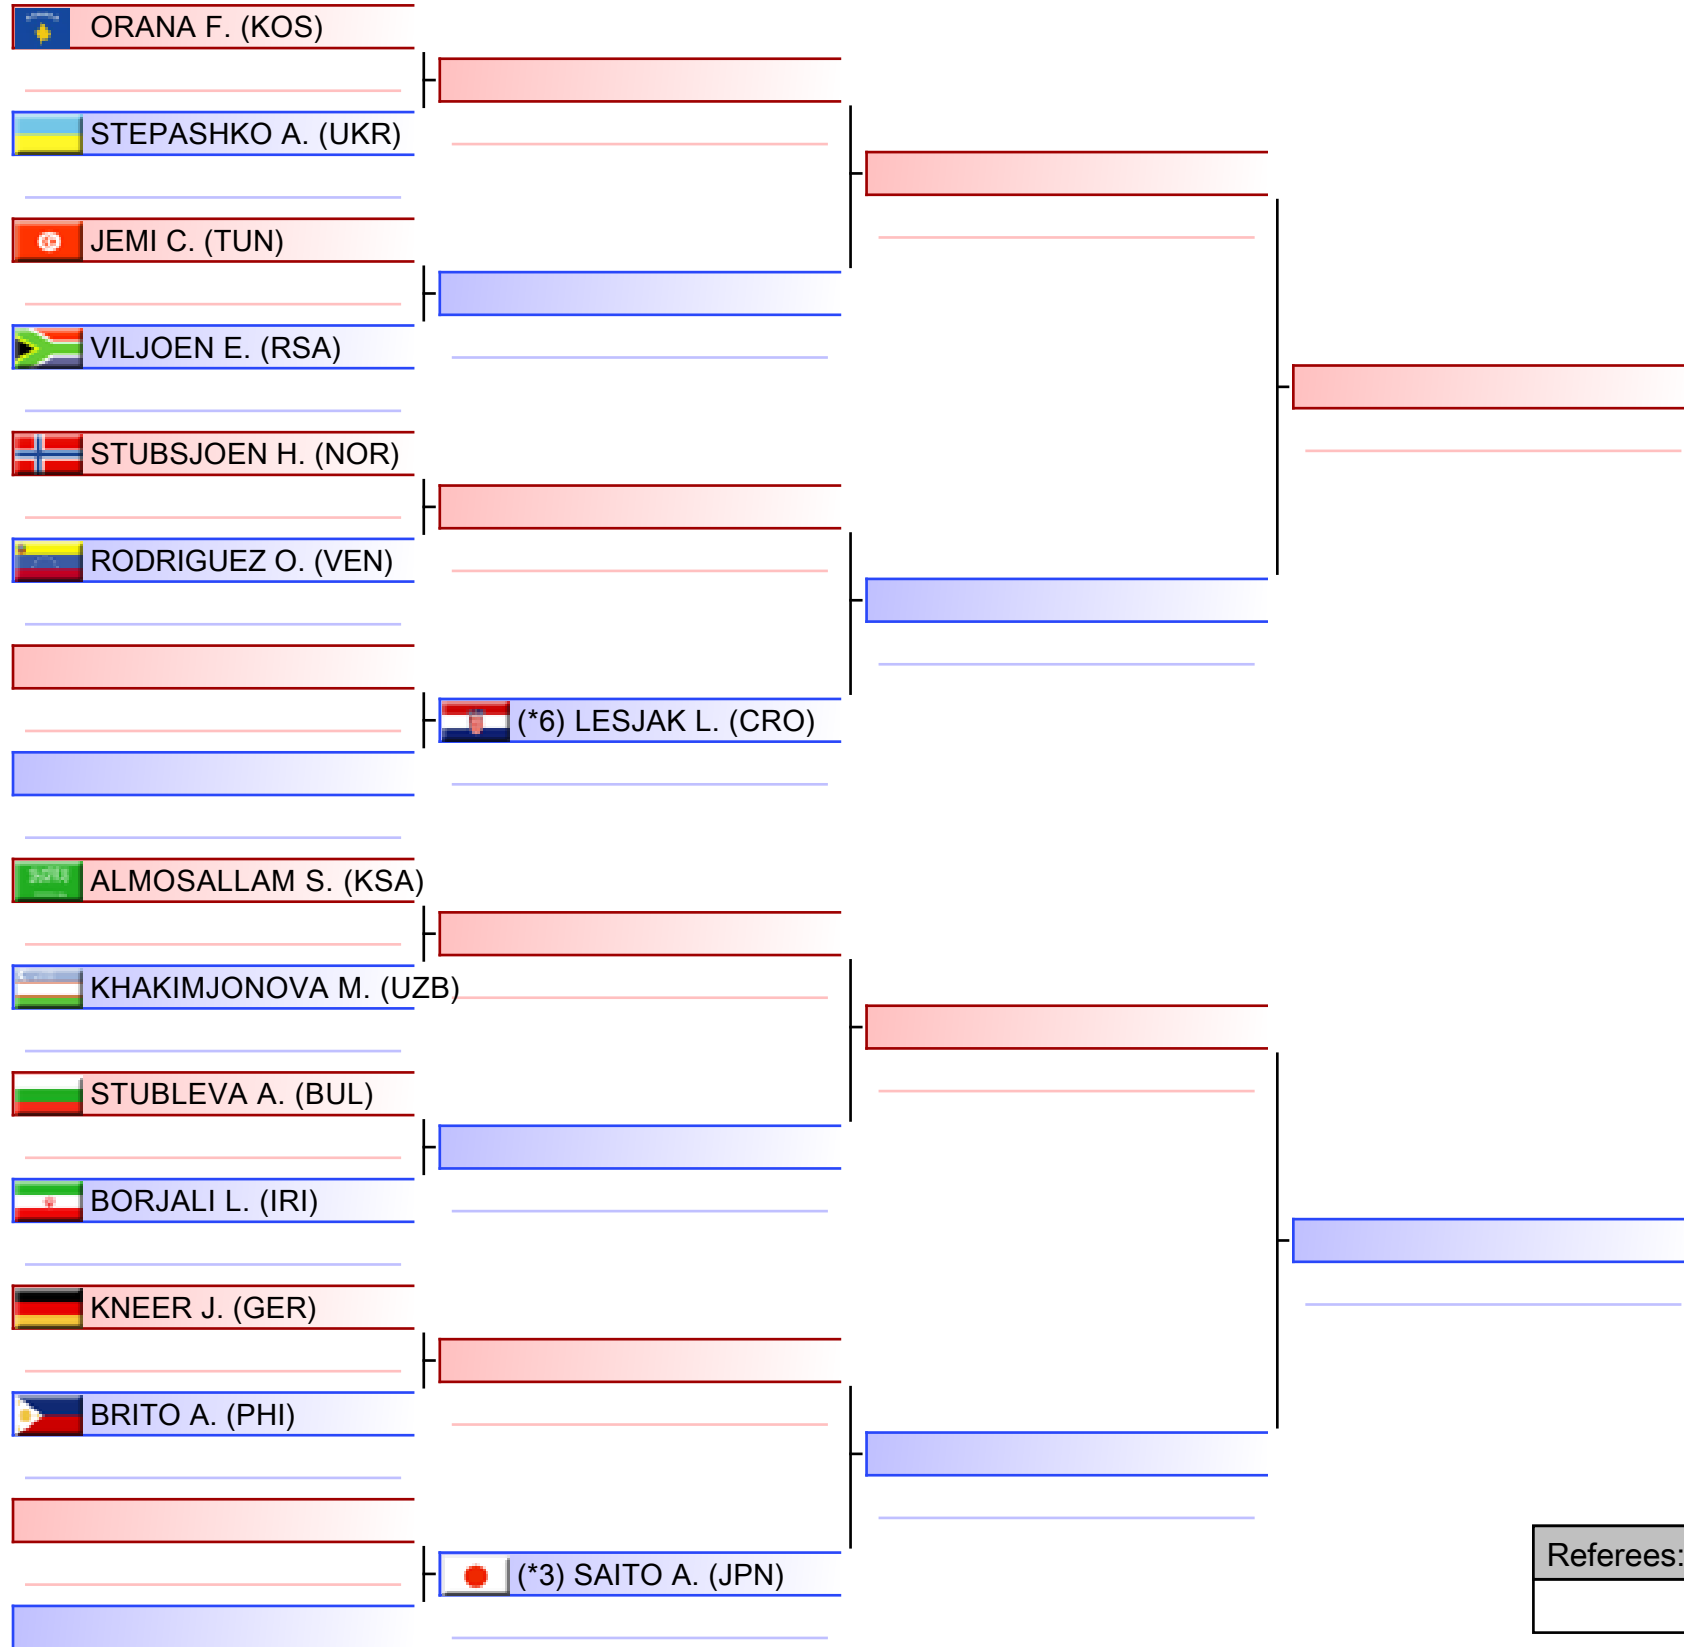 ORANA F. (KOS)
STEPASHKO A. (UKR)
JEMI C. (TUN)
VILJOEN E. (RSA)
STUBSJOEN H. (NOR)
RODRIGUEZ O. (VEN)
(*6) LESJAK L. (CRO)
ALMOSALLAM S. (KSA)
KHAKIMJONOVA M. (UZB)
STUBLEVA A. (BUL)
BORJALI L. (IRI)
KNEER J. (GER)
BRITO A. (PHI)
(*3) SAITO A. (JPN)
Referees: